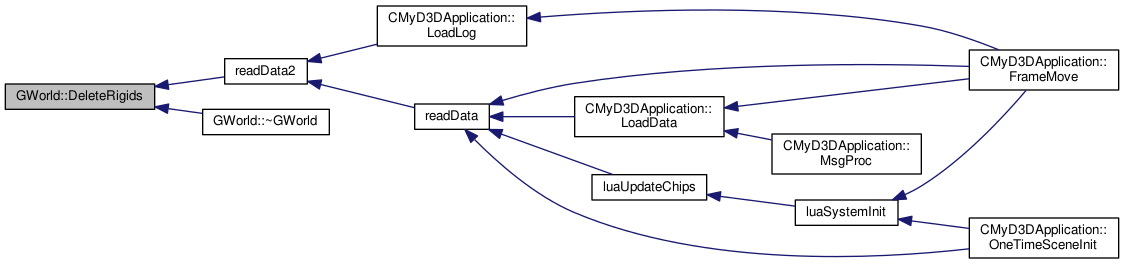 GWorld::DeleteRigids
readData2
GWorld::~GWorld
CMyD3DApplication::
LoadLog
readData
CMyD3DApplication::
LoadData
luaUpdateChips
CMyD3DApplication::
MsgProc
luaSystemInit
CMyD3DApplication::
FrameMove
CMyD3DApplication::
OneTimeSceneInit